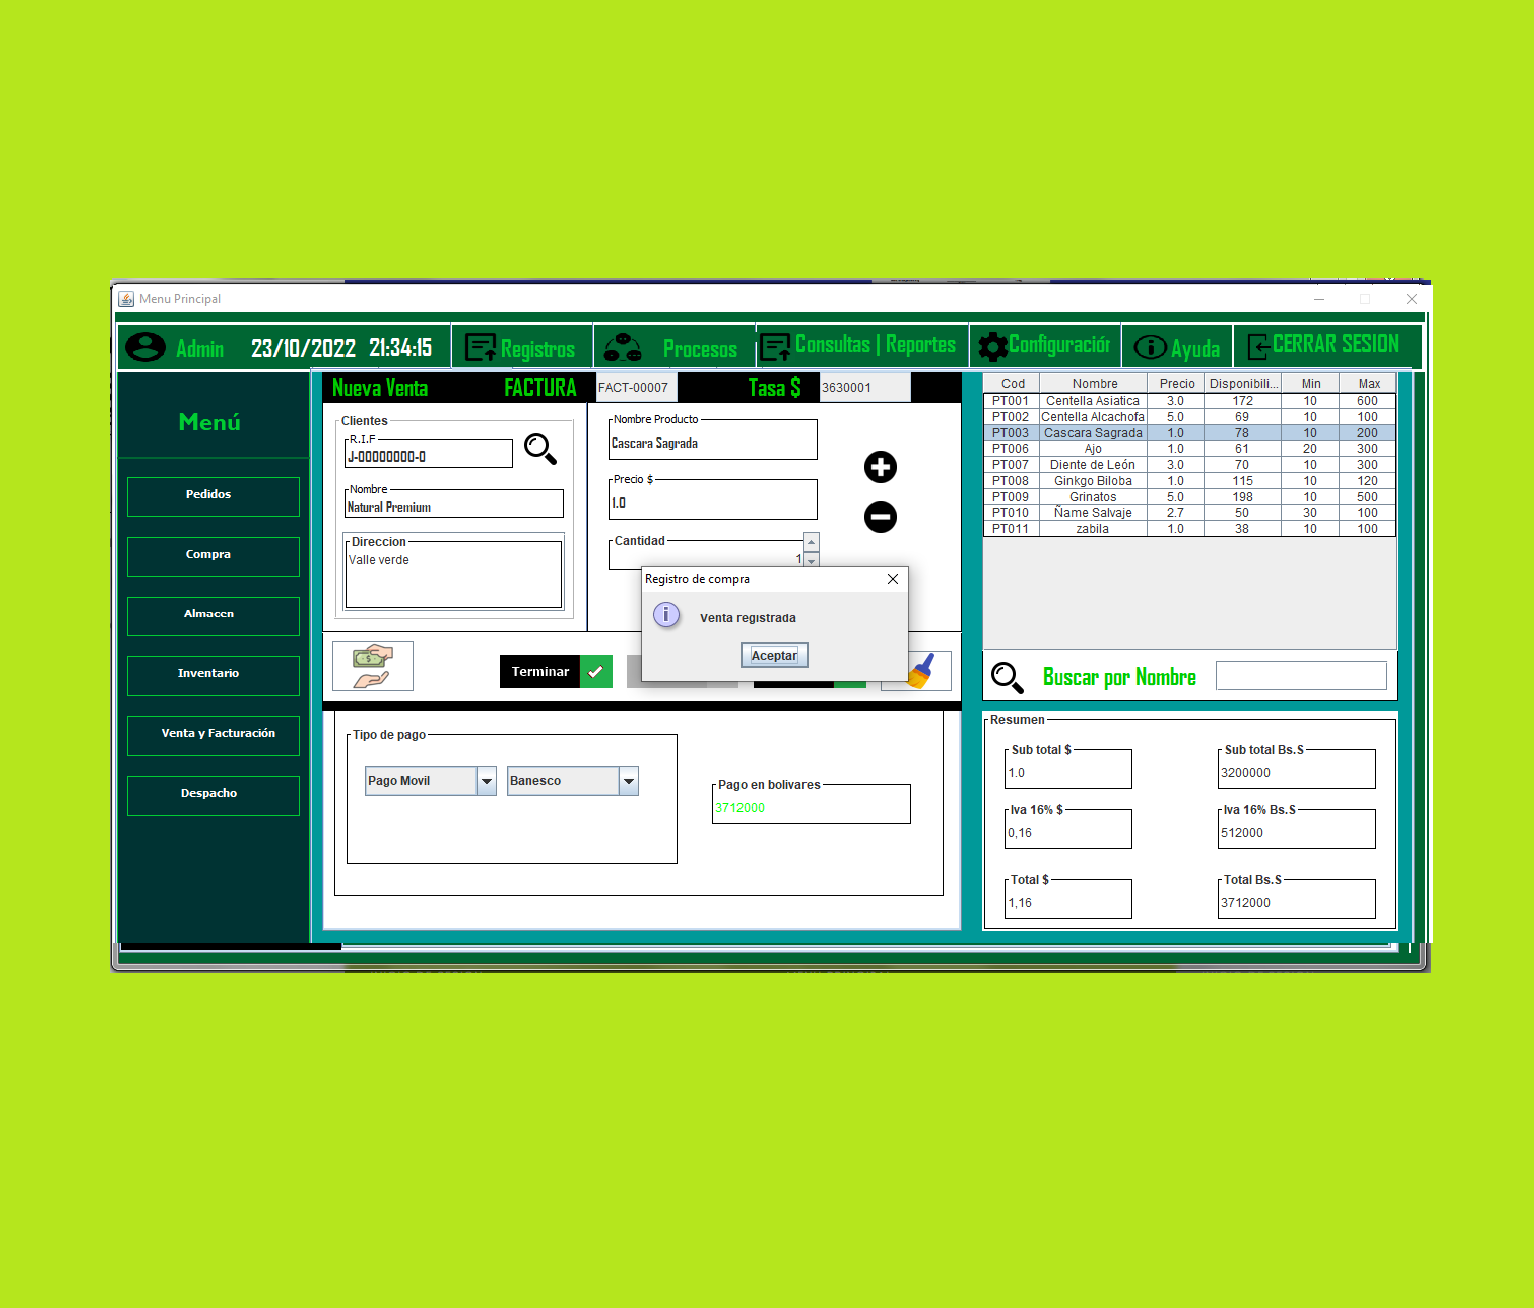 Menu Principal
Admin 23/10/2022 21:34:15 Registros Procesos Consultas | Reportes Configuración Ayuda CERRAR SESION
Menú
Pedidos
Compra
Almacen
Inventario
Venta y Facturación
Despacho
Nueva Venta FACTURA FACT-00007 Tasa $ 3630001
Clientes
R.I.F
J-00000000-0
Nombre
Natural Premium
Direccion
Valle verde
Nombre Producto
Cascara Sagrada
Precio $
1.0
Cantidad
1
Registro de compra
Venta registrada
Aceptar
Terminar
Tipo de pago
Pago Movil Banesco
Pago en bolivares
3712000
Cod Nombre Precio Disponibili... Min Max
PT001 Centella Asiatica 3.0 172 10 600
PT002 Centella Alcachofa 5.0 69 10 100
PT003 Cascara Sagrada 1.0 78 10 200
PT006 Ajo 1.0 61 20 300
PT007 Diente de León 3.0 70 10 300
PT008 Ginkgo Biloba 1.0 115 10 120
PT009 Grinatos 5.0 198 10 500
PT010 Ñame Salvaje 2.7 50 30 100
PT011 zabila 1.0 38 10 100
Buscar por Nombre
Resumen
Sub total $ Sub total Bs.S
1.0 3200000
Iva 16% $ Iva 16% Bs.S
0,16 512000
Total $ Total Bs.S
1,16 3712000